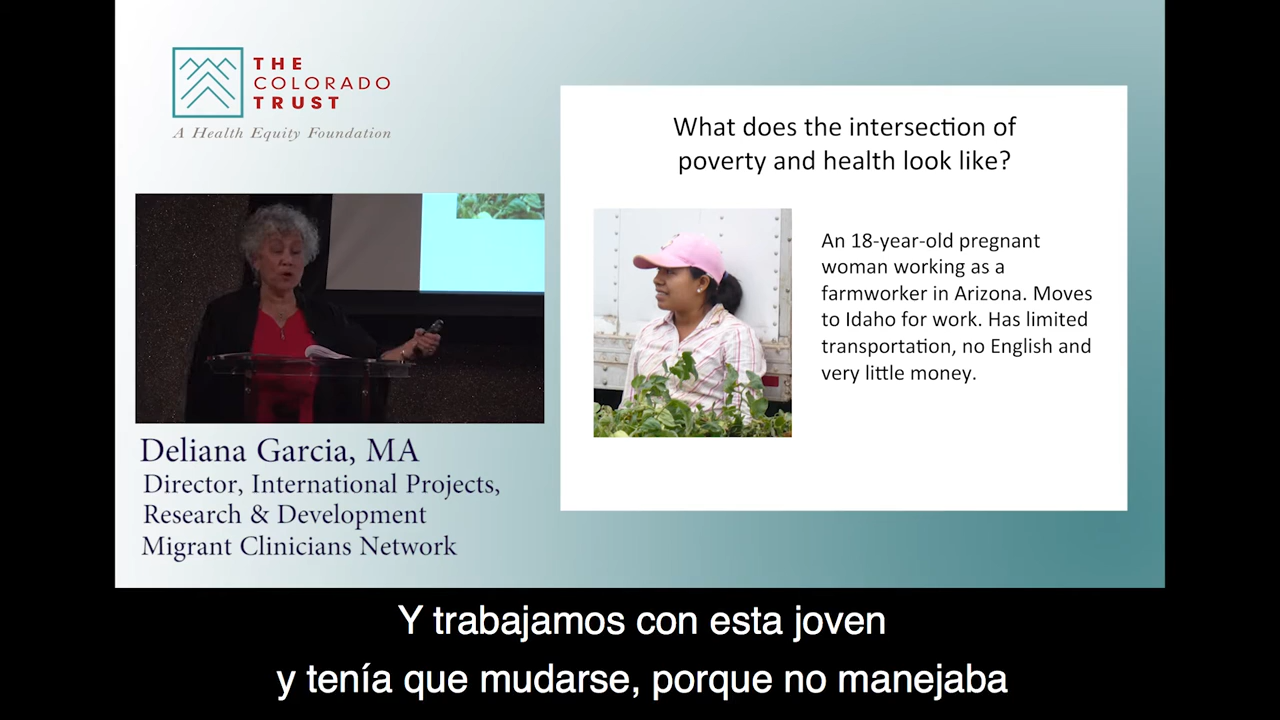 THE
COLORADO
TRUST
A Health Equity Foundation
What does the intersection of
poverty and health look like?
An 18-year-old pregnant
woman working as a
farmworker in Arizona. Moves
to Idaho for work. Has limited
transportation, no English and
very little money.
Deliana Garcia, MA
Director, International Projects,
Research & Development
Migrant Clinicians Network
Y trabajamos con esta joven
y tenía que mudarse, porque no manejaba